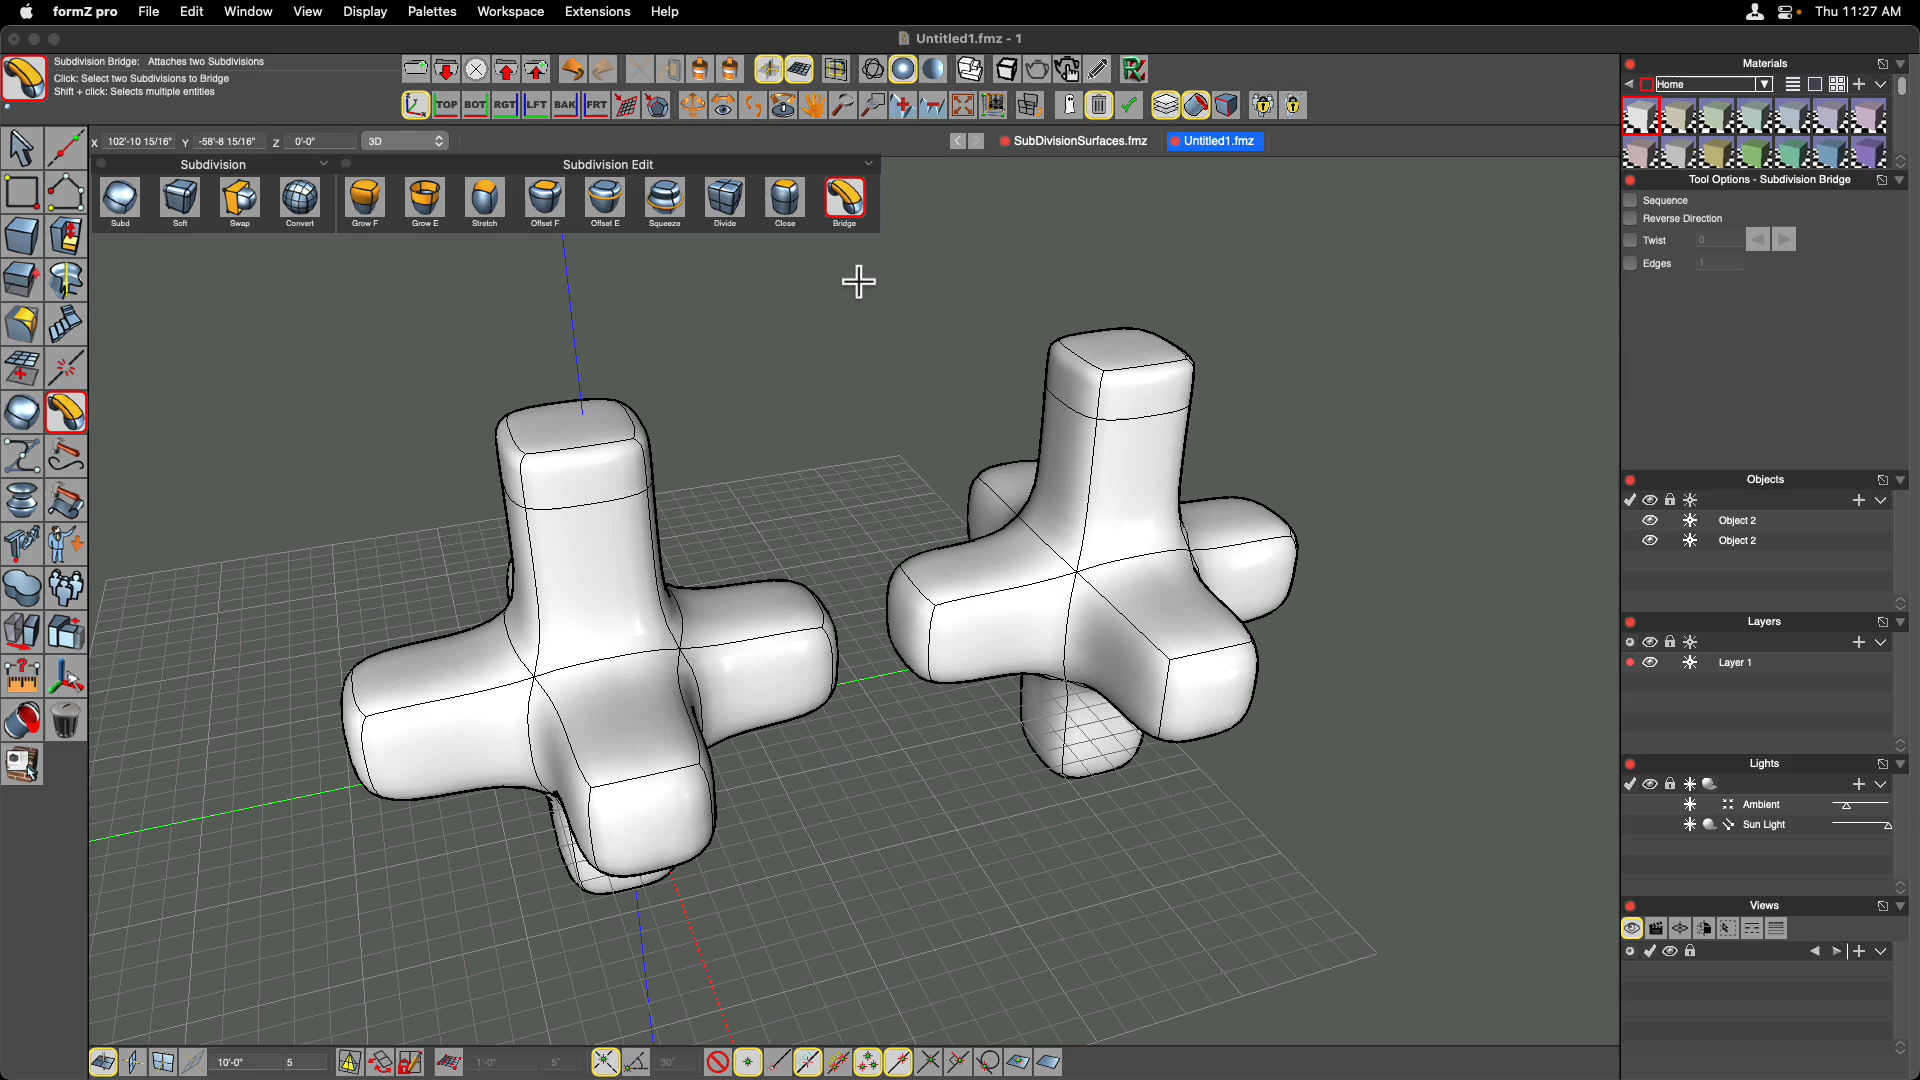 formZ pro File Edit Window View Display Palettes Workspace Extensions Help Thu 11:27 AM
Untitled1.fmz - 1
Subdivision Bridge: Attaches two Subdivisions
Click: Select two Subdivisions to Bridge
Shift + click: Selects multiple entities
TOP BOT RGT LFT BAK FRT
X 102'-10 15/16" Y -58'-8 15/16" Z 0'-0" 3D
SubDivisionSurfaces.fmz Untitled1.fmz
Subdivision Subdivision Edit
Subd Soft Swap Convert Grow F Grow E Stretch Offset F Offset E Squeeze Divide Close Bridge
Materials
Home
Tool Options - Subdivision Bridge
Sequence
Reverse Direction
Twist 0
Edges 1
Objects
Object 2
Object 2
Layers
Layer 1
Lights
Ambient
Sun Light
Views
10'-0" 5 1'-0" 5° 30°